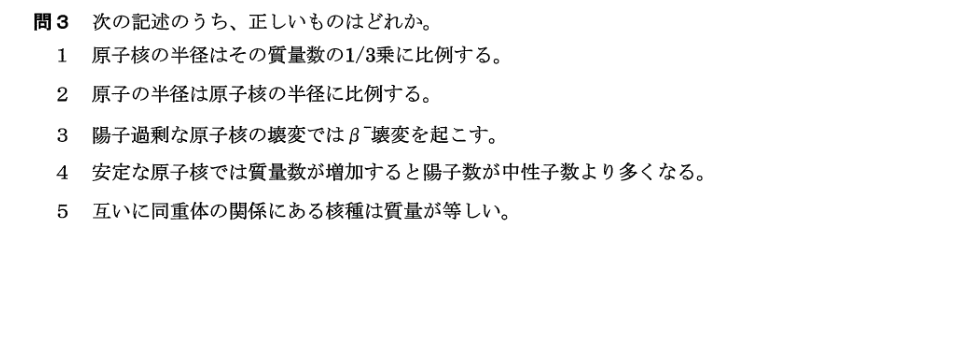 問3 次の記述のうち、正しいものはどれか。
1 原子核の半径はその質量数の1/3乗に比例する。
2 原子の半径は原子核の半径に比例する。
3 陽子過剰な原子核の壊変ではβ⁻壊変を起こす。
4 安定な原子核では質量数が増加すると陽子数が中性子数より多くなる。
5 互いに同重体の関係にある核種は質量が等しい。